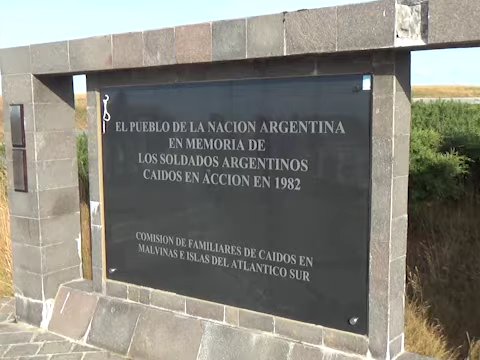 EL PUEBLO DE LA NACION ARGENTINA
EN MEMORIA DE
LOS SOLDADOS ARGENTINOS
CAIDOS EN ACCION EN 1982
COMISION DE FAMILIARES DE CAIDOS EN
MALVINAS E ISLAS DEL ATLANTICO SUR